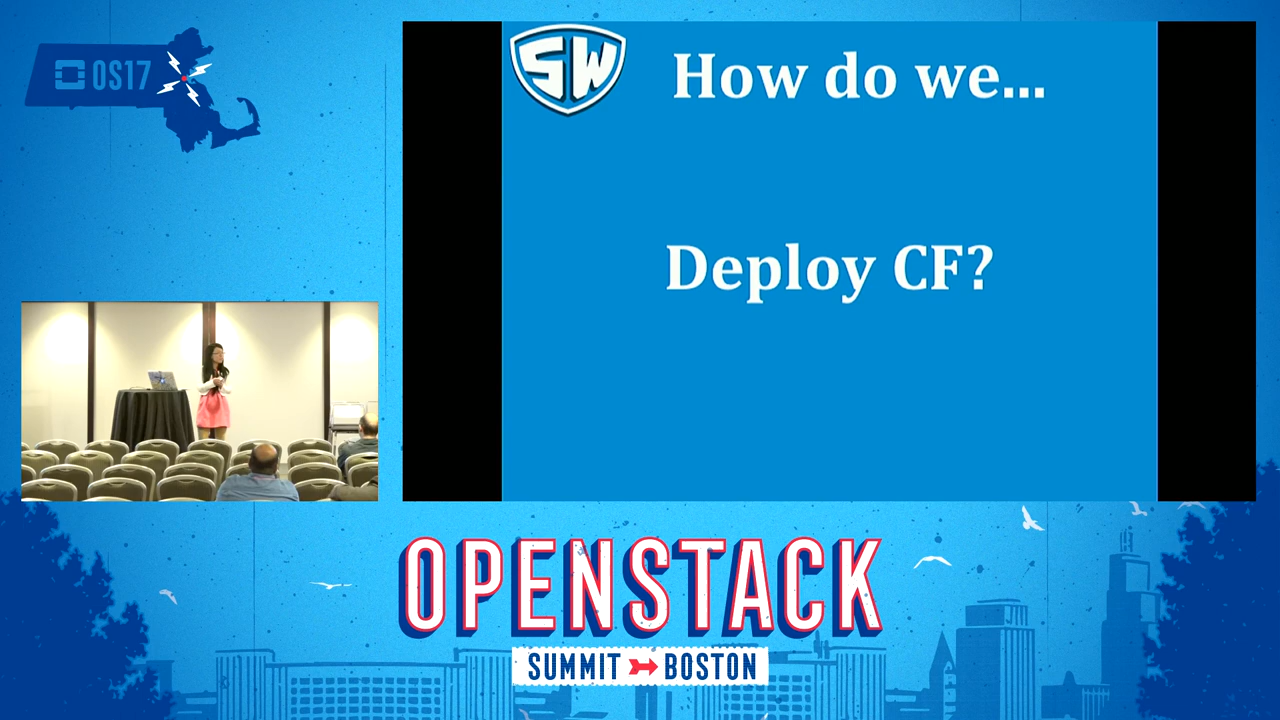 OS17
SW
How do we...
Deploy CF?
OPENSTACK
SUMMIT BOSTON